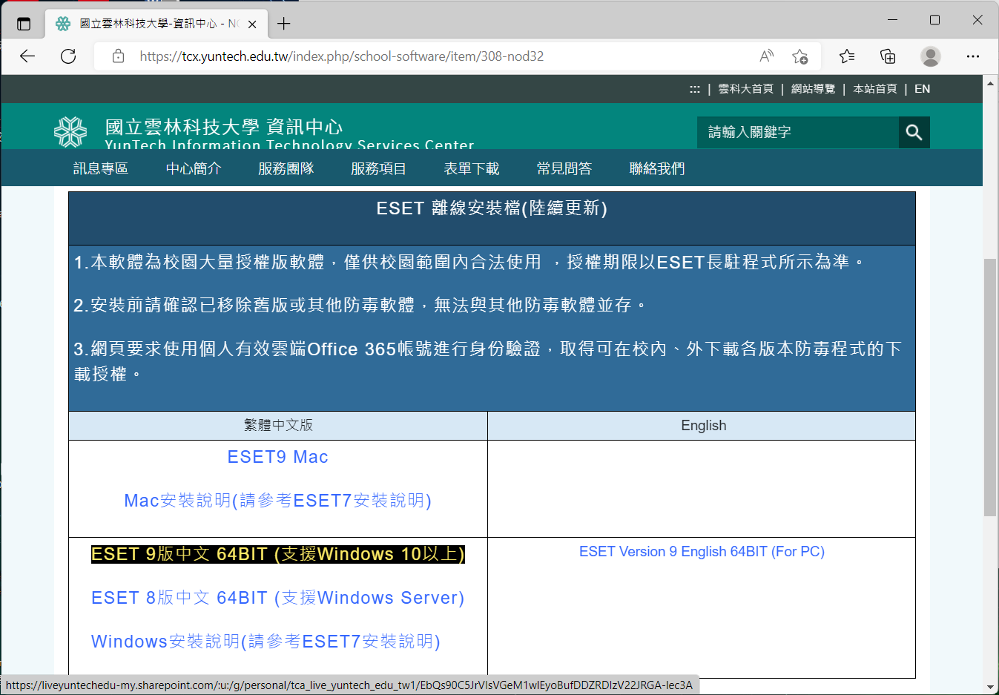 國立雲林科技大學-資訊中心 - NO
https://tcx.yuntech.edu.tw/index.php/school-software/item/308-nod32
::: | 雲科大首頁 | 網站導覽 | 本站首頁 | EN
國立雲林科技大學 資訊中心
YunTech Information Technology Services Center
請輸入關鍵字
訊息專區 中心簡介 服務團隊 服務項目 表單下載 常見問答 聯絡我們
ESET 離線安裝檔(陸續更新)
1.本軟體為校園大量授權版軟體，僅供校園範圍內合法使用 ，授權期限以ESET長駐程式所示為準。
2.安裝前請確認已移除舊版或其他防毒軟體，無法與其他防毒軟體並存。
3.網頁要求使用個人有效雲端Office 365帳號進行身份驗證，取得可在校內、外下載各版本防毒程式的下
載授權。
繁體中文版 English
ESET9 Mac
Mac安裝說明(請參考ESET7安裝說明)
ESET 9版中文 64BIT (支援Windows 10以上) ESET Version 9 English 64BIT (For PC)
ESET 8版中文 64BIT (支援Windows Server)
Windows安裝說明(請參考ESET7安裝說明)
https://liveyuntechedu-my.sharepoint.com/:u:/g/personal/tca_live_yuntech_edu_tw1/EbQs90C5JrVIsVGeM1wIEyoBufDDZRDIzV22JRGA-Iec3A